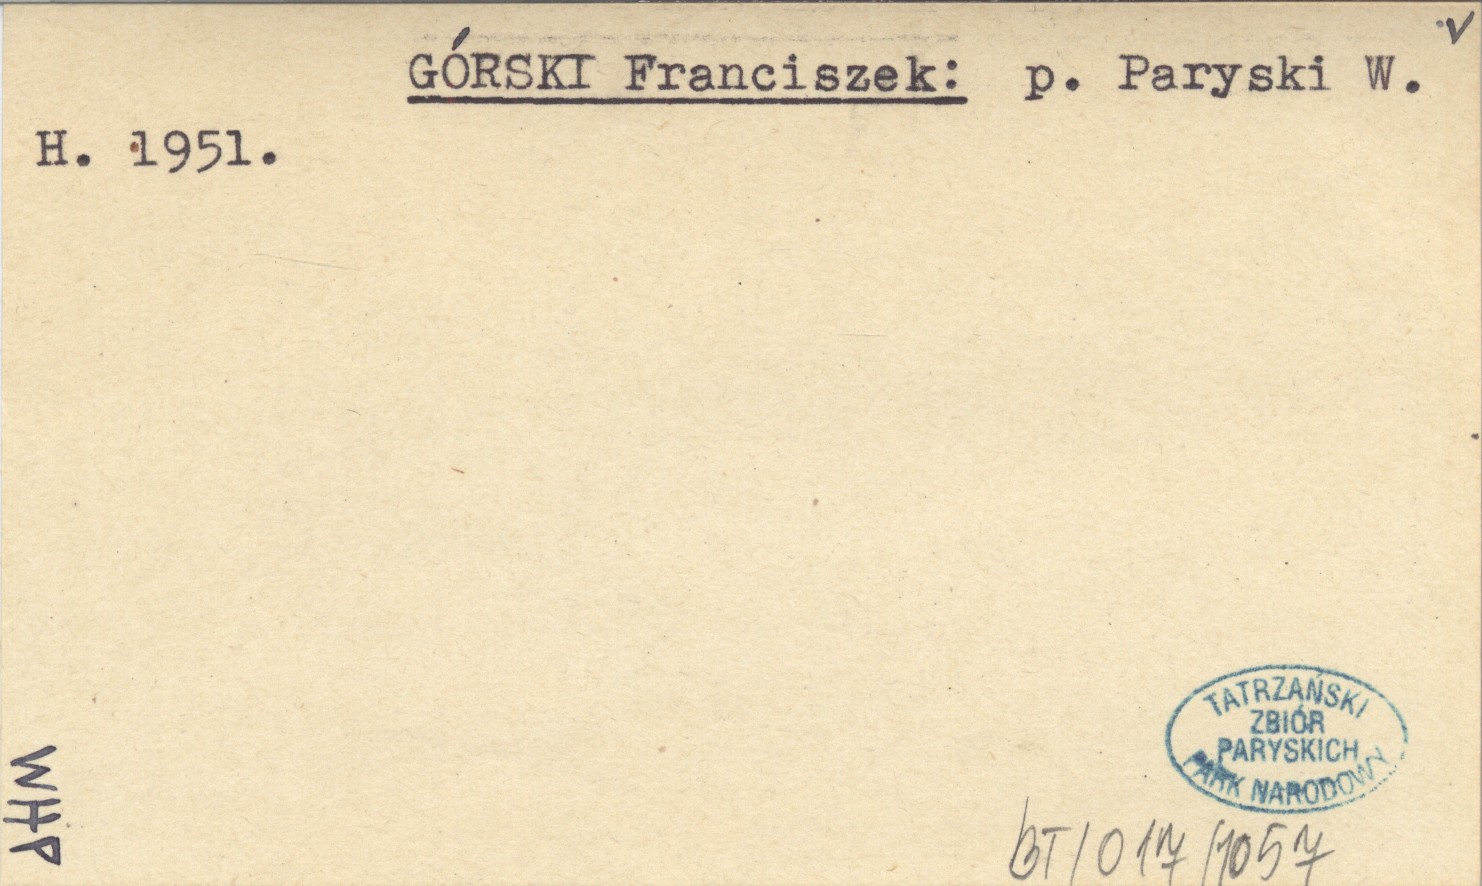 v
GÓRSKI Franciszek: p. Paryski W.
H. 1951.
TATRZAŃSKI
ZBIÓR
PARYSKICH
PARK NARODOWY
WHP
BT/017/1057